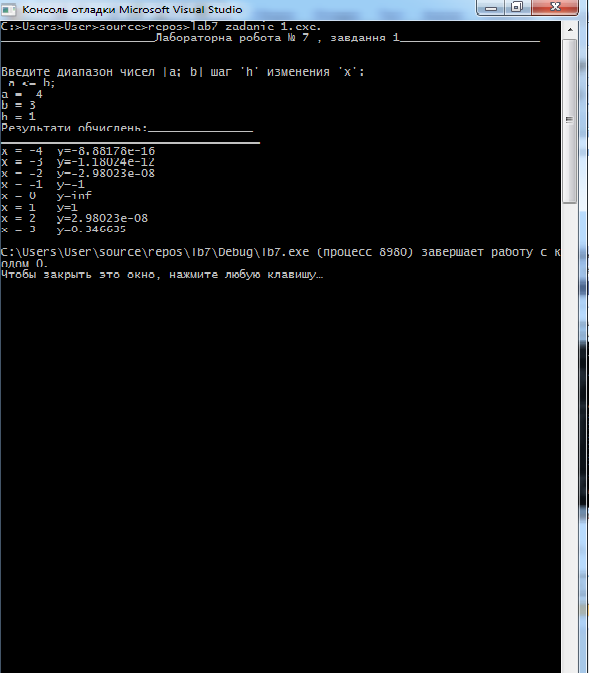 Консоль отладки Microsoft Visual Studio
C:>Users>User>source>repos>lab7 zadanie 1.exe.
______________________Лабораторна робота № 7 , завдання 1____________________
Введите диапазон чисел |a; b| шаг 'h' изменения 'x':
a <= b;
a = -4
b = 3
h = 1
Результати обчислень:_______________
_____________________________________
x = -4  y=-8.88178e-16
x = -3  y=-1.18024e-12
x = -2  y=-2.98023e-08
x = -1  y=-1
x = 0   y=inf
x = 1   y=1
x = 2   y=2.98023e-08
x = 3   y=0.346635
C:\Users\User\source\repos\lb7\Debug\lb7.exe (процесс 8980) завершает работу с к
одом 0.
Чтобы закрыть это окно, нажмите любую клавишу…